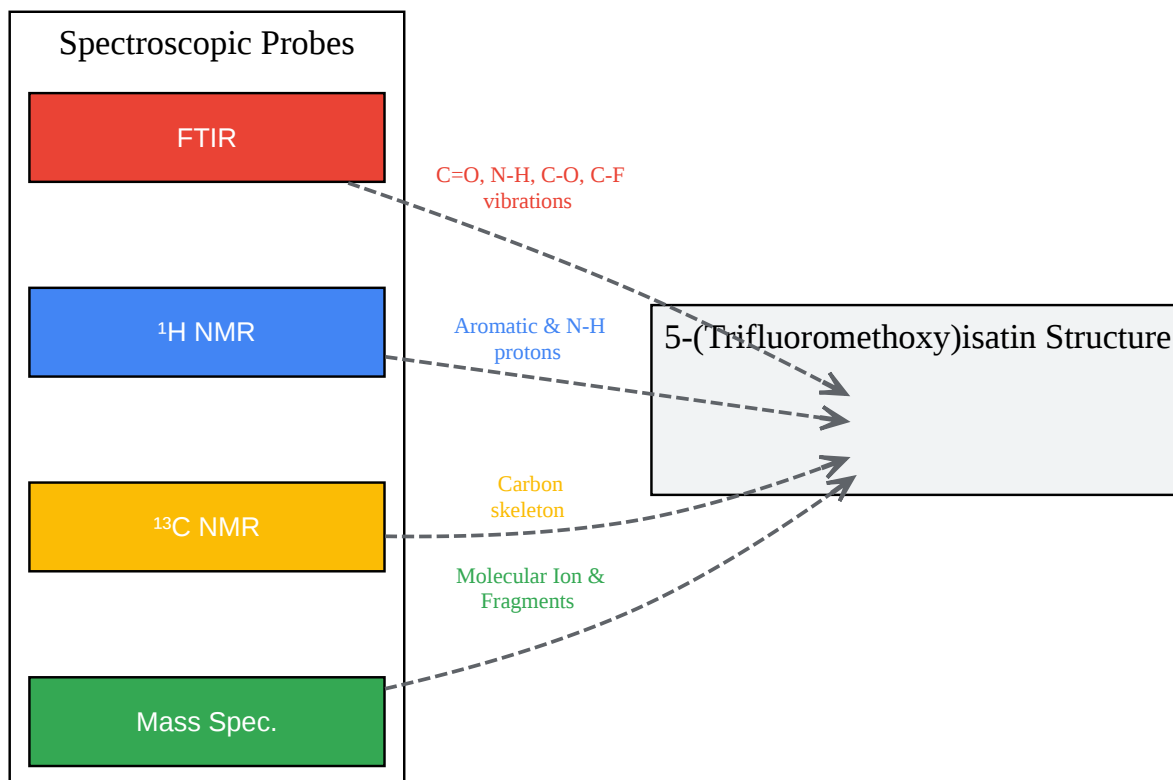 Spectroscopic Probes
FTIR
C=O, N-H, C-O, C-F
vibrations
¹H NMR
Aromatic & N-H
protons
5-(Trifluoromethoxy)isatin Structure
¹³C NMR
Carbon
skeleton
Molecular Ion &
Fragments
Mass Spec.